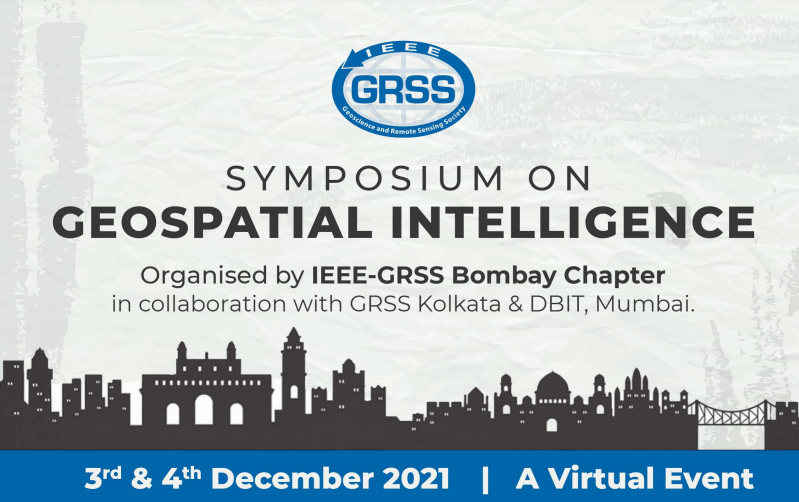 IEEE
GRSS
Geoscience and Remote Sensing Society
SYMPOSIUM ON
GEOSPATIAL INTELLIGENCE
Organised by IEEE-GRSS Bombay Chapter
in collaboration with GRSS Kolkata & DBIT, Mumbai.
3rd & 4th December 2021 | A Virtual Event